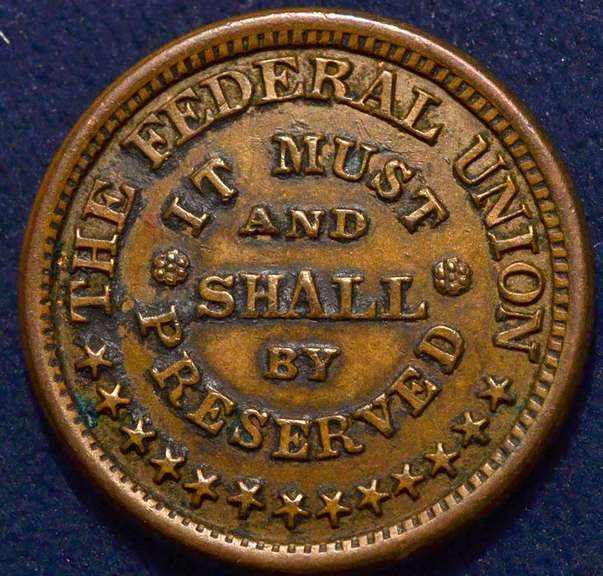 THE FEDERAL UNION
IT MUST
AND
SHALL
BY
PRESERVED